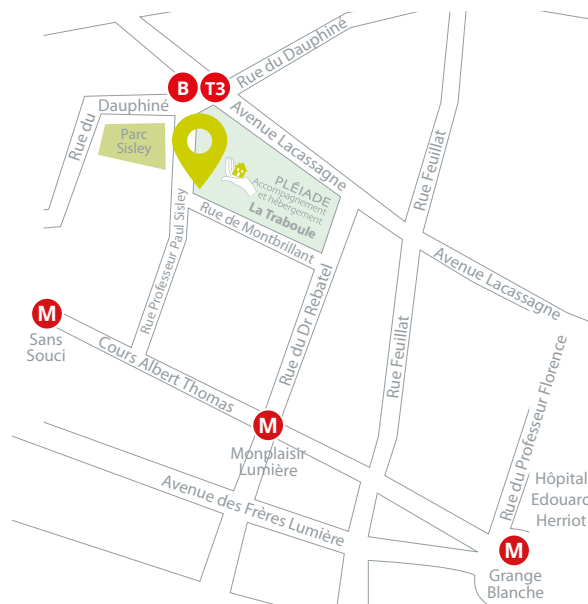 B
T3
Rue du Dauphiné
Rue du
Dauphiné
Parc
Sisley
Avenue Lacassagne
PLÉIADE
Accompagnement
et hébergement
La Traboule
Rue Feuillat
Rue Professeur Paul Sisley
Rue de Montbrillant
Avenue Lacassagne
M
Sans
Souci
Cours Albert Thomas
Rue du Dr Rebatel
Rue Feuillat
Rue du Professeur Florence
M
Monplaisir
Lumière
Avenue des Frères Lumière
Hôpital
Edouard
Herriot
M
Grange
Blanche